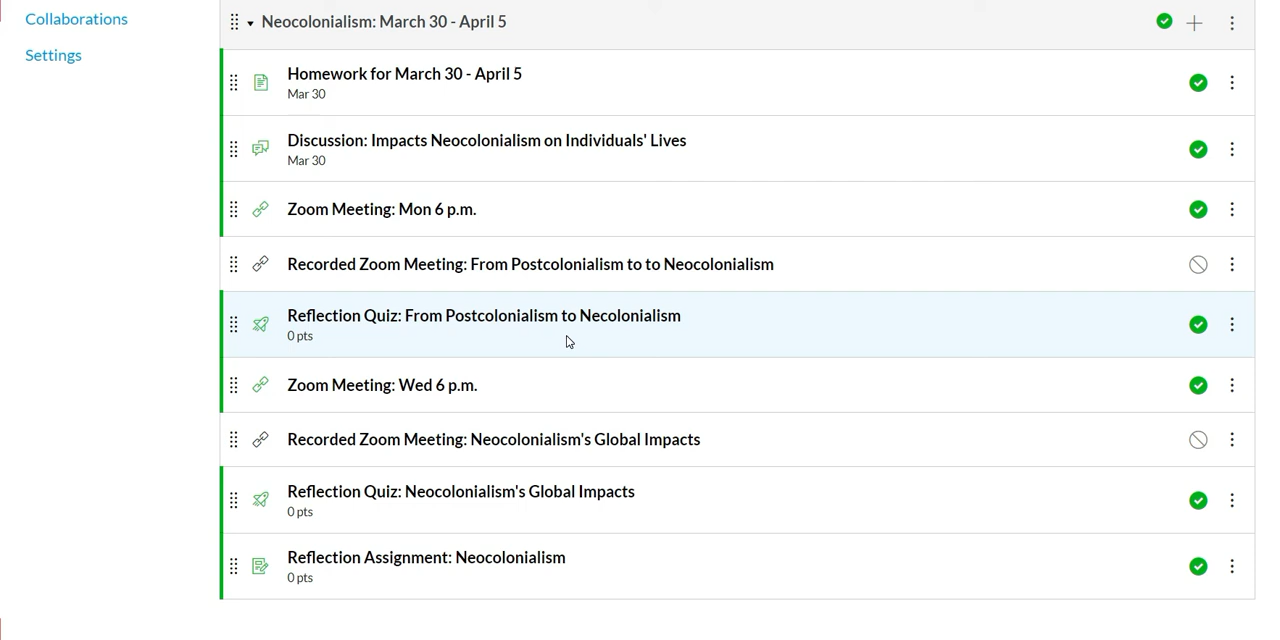 Collaborations
Settings
Neocolonialism: March 30 - April 5
Homework for March 30 - April 5
Mar 30
Discussion: Impacts Neocolonialism on Individuals' Lives
Mar 30
Zoom Meeting: Mon 6 p.m.
Recorded Zoom Meeting: From Postcolonialism to to Neocolonialism
Reflection Quiz: From Postcolonialism to Necolonialism
0 pts
Zoom Meeting: Wed 6 p.m.
Recorded Zoom Meeting: Neocolonialism's Global Impacts
Reflection Quiz: Neocolonialism's Global Impacts
0 pts
Reflection Assignment: Neocolonialism
0 pts